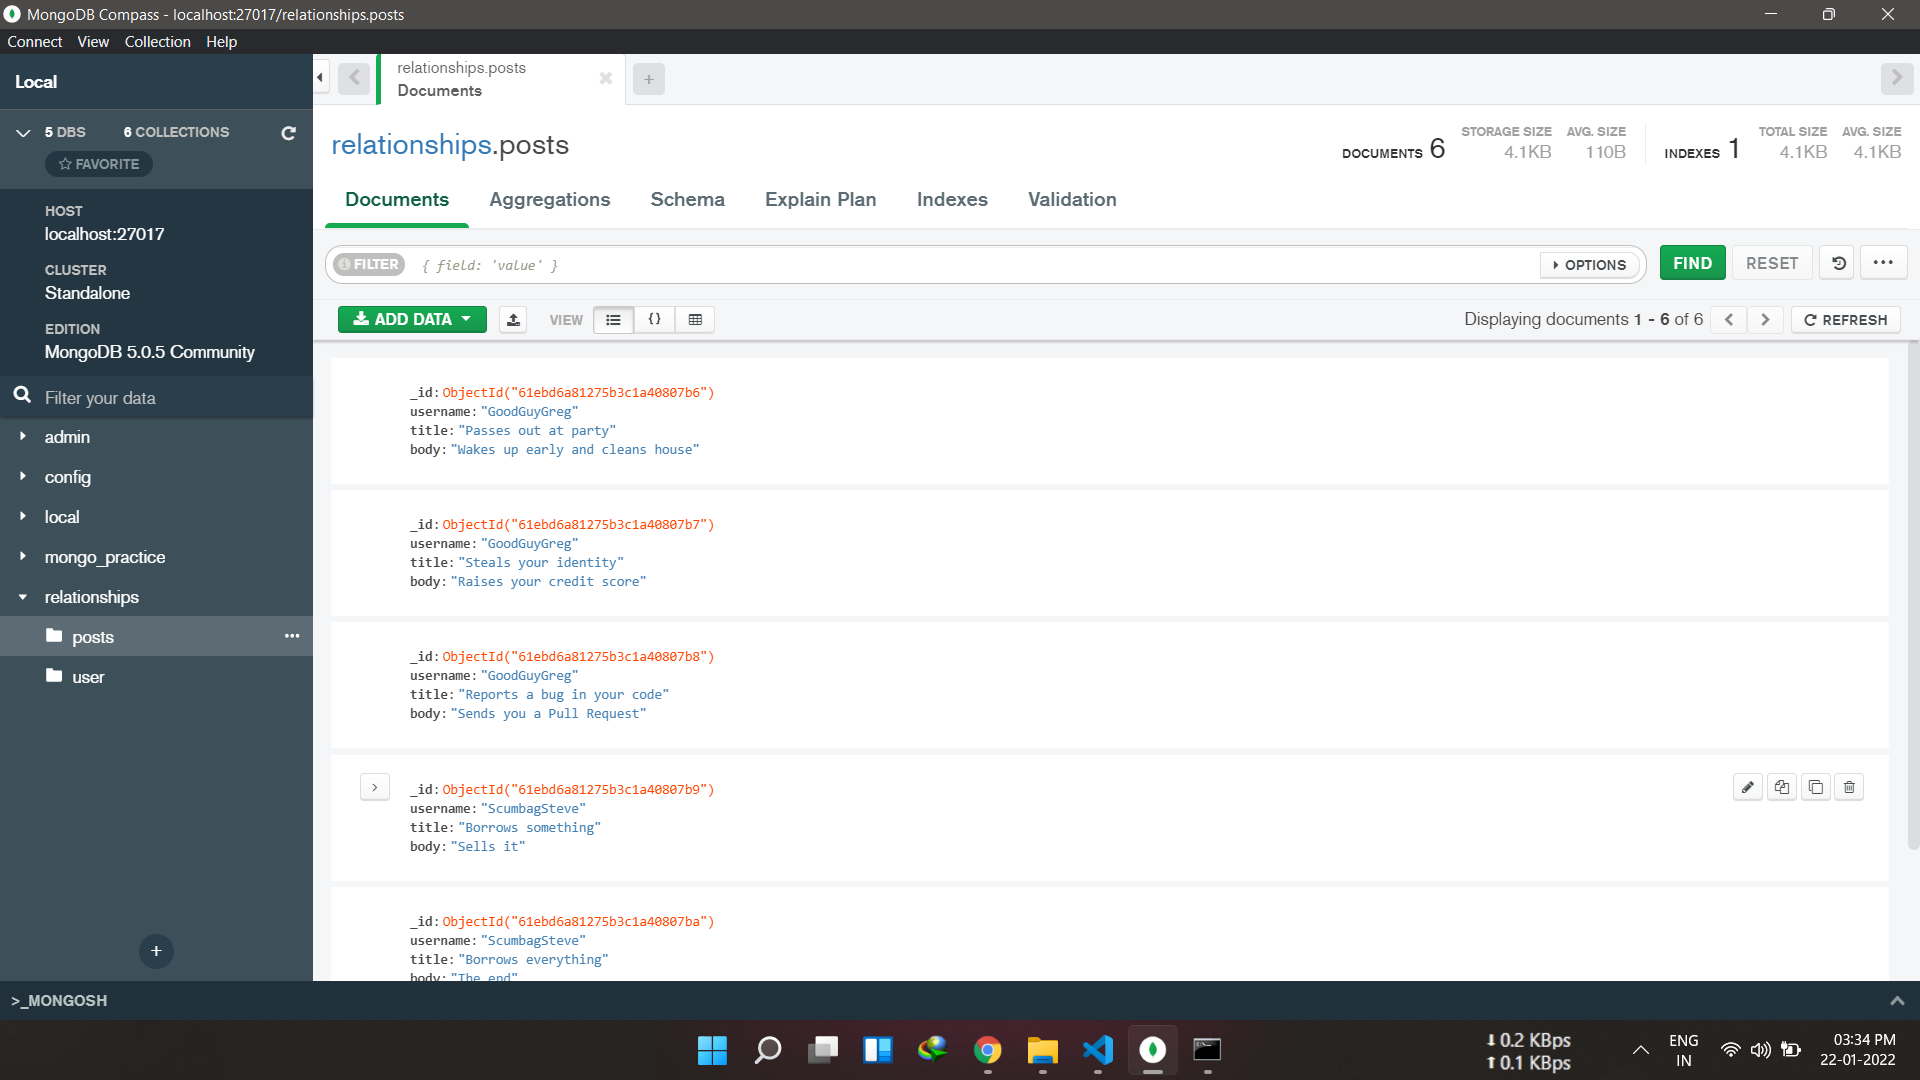 MongoDB Compass - localhost:27017/relationships.posts
Connect View Collection Help
Local
5 DBS 6 COLLECTIONS
FAVORITE
HOST
localhost:27017
CLUSTER
Standalone
EDITION
MongoDB 5.0.5 Community
Filter your data
admin
config
local
mongo_practice
relationships
posts
user
>_MONGOSH
relationships.posts
Documents
relationships.posts
DOCUMENTS 6
STORAGE SIZE
4.1KB
AVG. SIZE
110B
INDEXES 1
TOTAL SIZE
4.1KB
AVG. SIZE
4.1KB
Documents Aggregations Schema Explain Plan Indexes Validation
FILTER { field: 'value' } OPTIONS FIND RESET
ADD DATA VIEW { } Displaying documents 1 - 6 of 6 REFRESH
_id: ObjectId("61ebd6a81275b3c1a40807b6")
username: "GoodGuyGreg"
title: "Passes out at party"
body: "Wakes up early and cleans house"
_id: ObjectId("61ebd6a81275b3c1a40807b7")
username: "GoodGuyGreg"
title: "Steals your identity"
body: "Raises your credit score"
_id: ObjectId("61ebd6a81275b3c1a40807b8")
username: "GoodGuyGreg"
title: "Reports a bug in your code"
body: "Sends you a Pull Request"
_id: ObjectId("61ebd6a81275b3c1a40807b9")
username: "ScumbagSteve"
title: "Borrows something"
body: "Sells it"
_id: ObjectId("61ebd6a81275b3c1a40807ba")
username: "ScumbagSteve"
title: "Borrows everything"
body: "The end"
0.2 KBps
0.1 KBps
ENG
IN
03:34 PM
22-01-2022